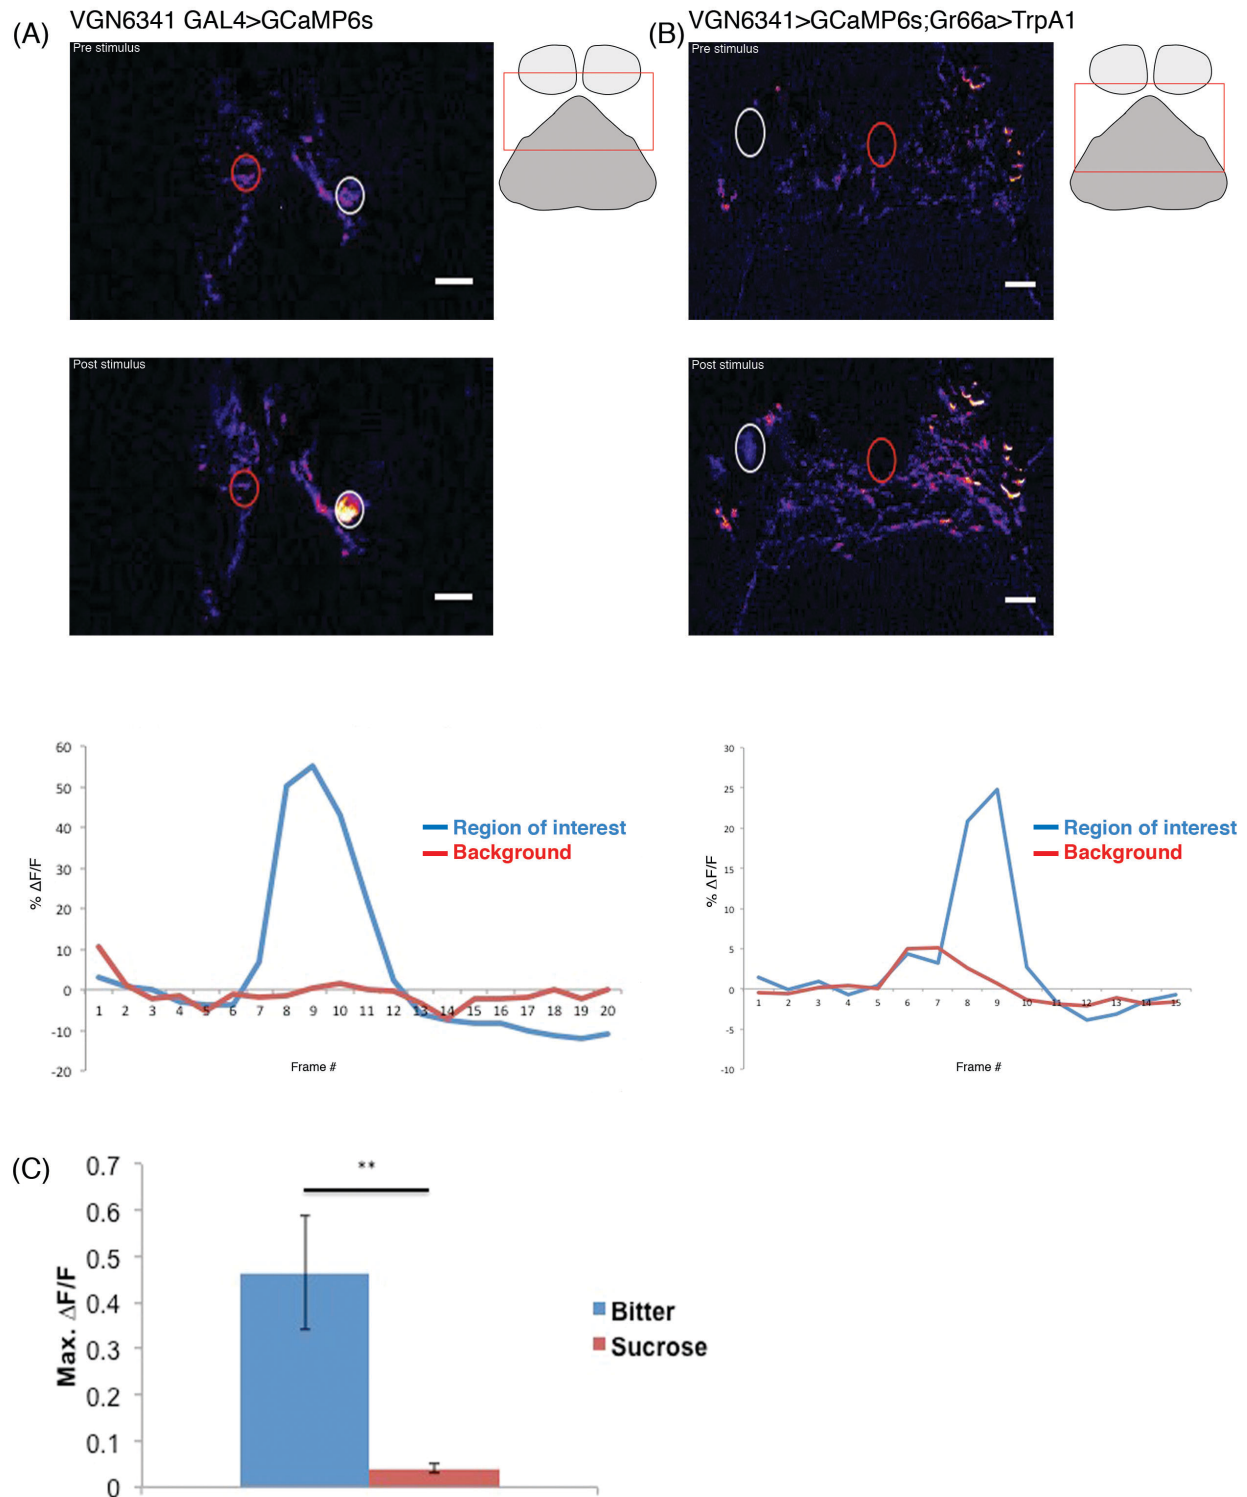 (A)
VGN6341 GAL4>GCaMP6s
Pre stimulus
Post stimulus
(B)
VGN6341>GCaMP6s;Gr66a>TrpA1
Pre stimulus
Post stimulus
60
50
40
30
20
10
0
-10
-20
% ΔF/F
1 2 3 4 5 6 7 8 9 10 11 12 13 14 15 16 17 18 19 20
Frame #
Region of interest
Background
30
25
20
15
10
5
0
-5
-10
% ΔF/F
1 2 3 4 5 6 7 8 9 10 11 12 13 14 15
Frame #
Region of interest
Background
(C)
0.7
0.6
0.5
0.4
0.3
0.2
0.1
0
Max. ΔF/F
**
Bitter
Sucrose